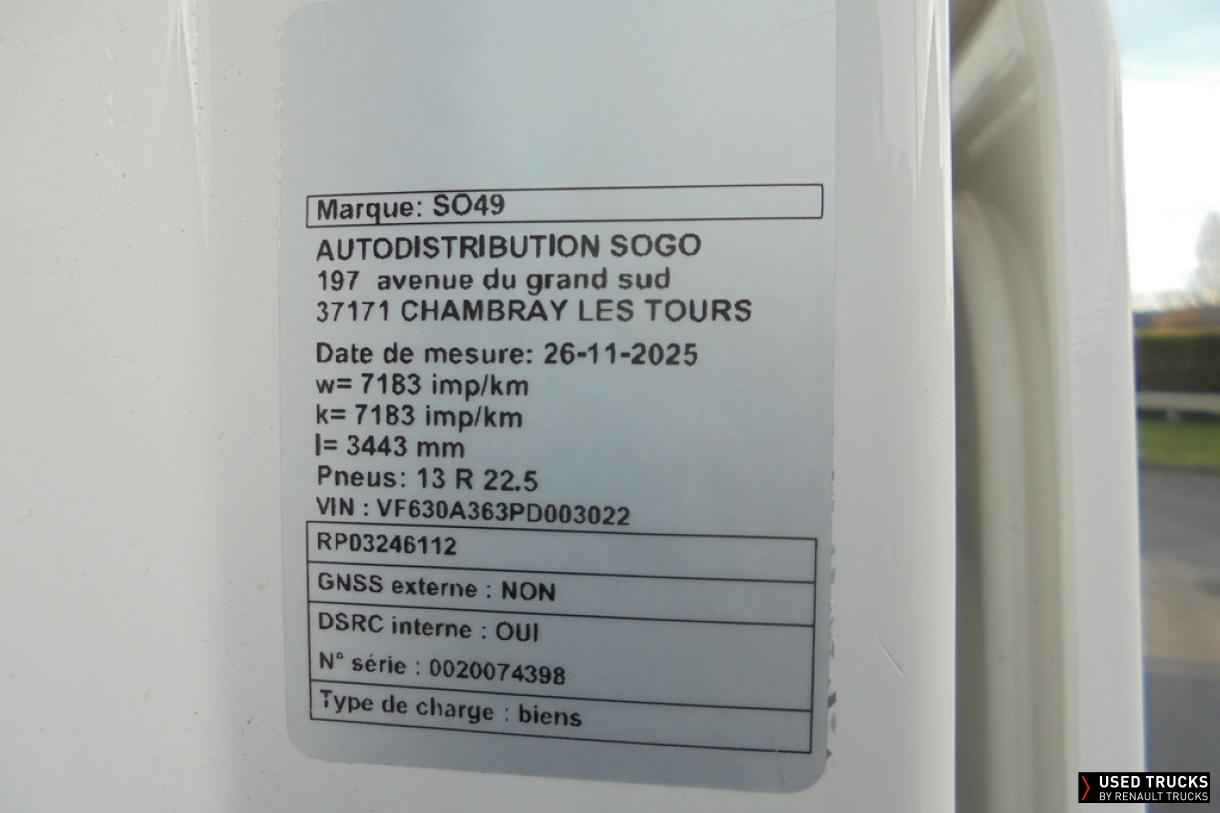 Marque: SO49
AUTODISTRIBUTION SOGO
197 avenue du grand sud
37171 CHAMBRAY LES TOURS
Date de mesure: 26-11-2025
w= 7183 imp/km
k= 7183 imp/km
l= 3443 mm
Pneus: 13 R 22.5
VIN : VF630A363PD003022
RP03246112
GNSS externe : NON
DSRC interne : OUI
N° série : 0020074398
Type de charge : biens
USED TRUCKS
BY RENAULT TRUCKS